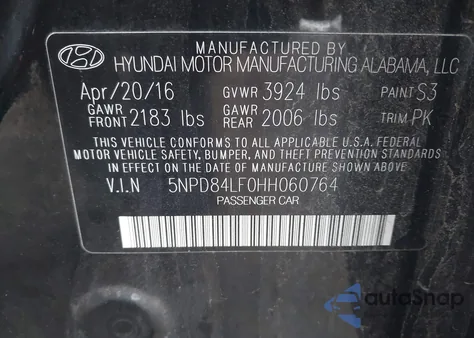 MANUFACTURED BY
HYUNDAI MOTOR MANUFACTURING ALABAMA, LLC
Apr/20/16 GVWR 3924 lbs PAINT S3
GAWR FRONT 2183 lbs GAWR REAR 2006 lbs TRIM PK
THIS VEHICLE CONFORMS TO ALL APPLICABLE U.S.A. FEDERAL
MOTOR VEHICLE SAFETY, BUMPER, AND THEFT PREVENTION STANDARDS
IN EFFECT ON THE DATE OF MANUFACTURE SHOWN ABOVE.
V.I.N 5NPD84LF0HH060764
PASSENGER CAR
autoSnap